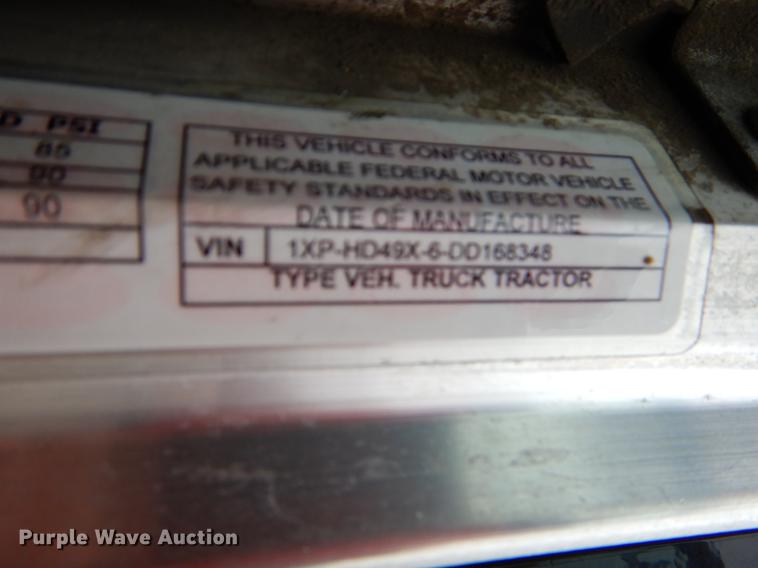 D PSI
85
90
90
THIS VEHICLE CONFORMS TO ALL
APPLICABLE FEDERAL MOTOR VEHICLE
SAFETY STANDARDS IN EFFECT ON THE
DATE OF MANUFACTURE
VIN 1XP-HD49X-6-DD168348
TYPE VEH. TRUCK TRACTOR
Purple Wave Auction